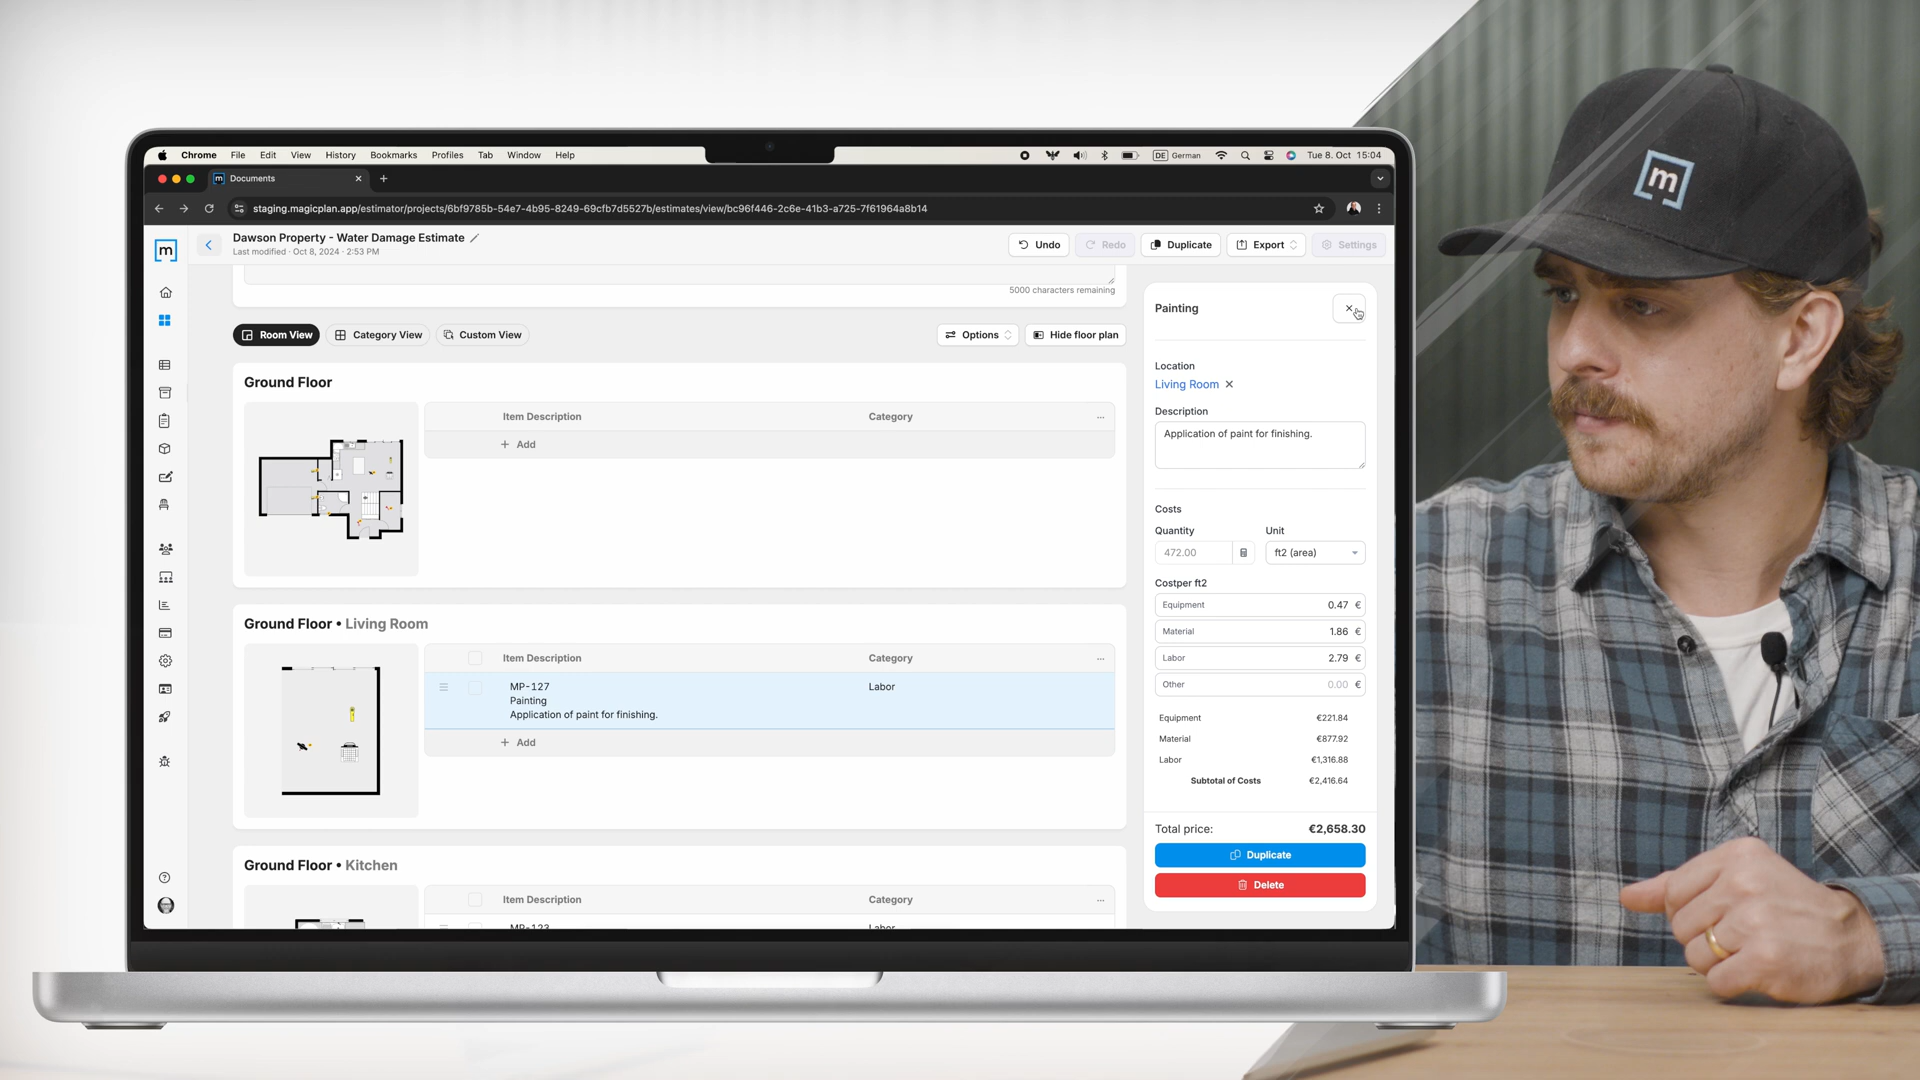 Chrome File Edit View History Bookmarks Profiles Tab Window Help DE German Tue 8. Oct 15:04
m Documents
staging.magicplan.app/estimator/projects/6bf9785b-54e7-4b95-8249-69cfb7d5527b/estimates/view/bc96f446-2c6e-41b3-a725-7f61964a8b14
m
Dawson Property - Water Damage Estimate
Last modified · Oct 8, 2024 · 2:53 PM
Undo Redo Duplicate Export Settings
5000 characters remaining
Room View Category View Custom View Options Hide floor plan
Ground Floor
Item Description Category
Add
Ground Floor • Living Room
Item Description Category
MP-127 Labor
Painting
Application of paint for finishing.
Add
Ground Floor • Kitchen
Item Description Category
MP-123 Labor
Painting
Location
Living Room
Description
Application of paint for finishing.
Costs
Quantity Unit
472.00 ft2 (area)
Costper ft2
Equipment 0.47 €
Material 1.86 €
Labor 2.79 €
Other 0.00 €
Equipment €221.84
Material €877.92
Labor €1,316.88
Subtotal of Costs €2,416.64
Total price: €2,658.30
Duplicate
Delete
m